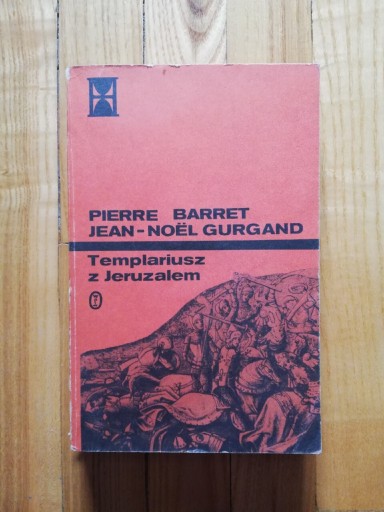 PIERRE BARRET
JEAN-NOËL GURGAND
Templariusz
z Jeruzalem